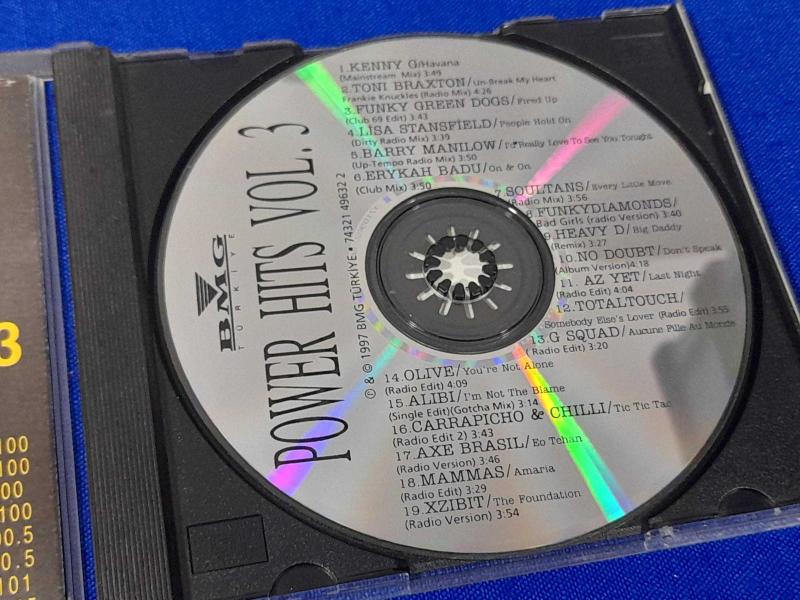 1.KENNY G/Havana
(Mainstream Mix) 3:49
2.TONI BRAXTON/Un-Break My Heart
Frankie Knuckles (Radio Mix) 4:26
3.FUNKY GREEN DOGS/Fired Up
(Club 69 Edit) 3:43
4.LISA STANSFIELD/People Hold On
(Dirty Radio Mix) 3:39
5.BARRY MANILOW/I'd Really Love To See You Tonight
(Up-Tempo Radio Mix) 3:50
6.ERYKAH BADU/On & On
(Club Mix) 3:50
7.SOULTANS/Every Little Move
(Radio Mix) 3:56
8.FUNKYDIAMONDS/
Bad Girls (radio Version) 3:40
9.HEAVY D/Big Daddy
(Remix) 3:27
10.NO DOUBT/Don't Speak
(Album Version)4:18
11. AZ YET/Last Night
(Radio Edit) 4:04
12.TOTALTOUCH/
Somebody Else's Lover (Radio Edit) 3:55
13.G SQUAD/Aucune Fille Au Monde
(Radio Edit) 3:20
14.OLIVE/You're Not Alone
(Radio Edit) 4:09
15.ALIBI/I'm Not The Blame
(Single Edit)(Gotcha Mix) 3:14
16.CARRAPICHO & CHILLI/Tic Tic Tac
(Radio Edit 2) 3:43
17.AXE BRASIL/Eo Tchan
(Radio Version) 3:46
18.MAMMAS/Amaria
(Radio Edit) 3:29
19.XZIBIT/The Foundation
(Radio Version) 3:54
BMG
TÜRKİYE
POWER HITS VOL. 3
© & ℗ 1997 BMG TÜRKİYE • 74321 49632 2
3
100
100
00
100
00.5
0.5
101